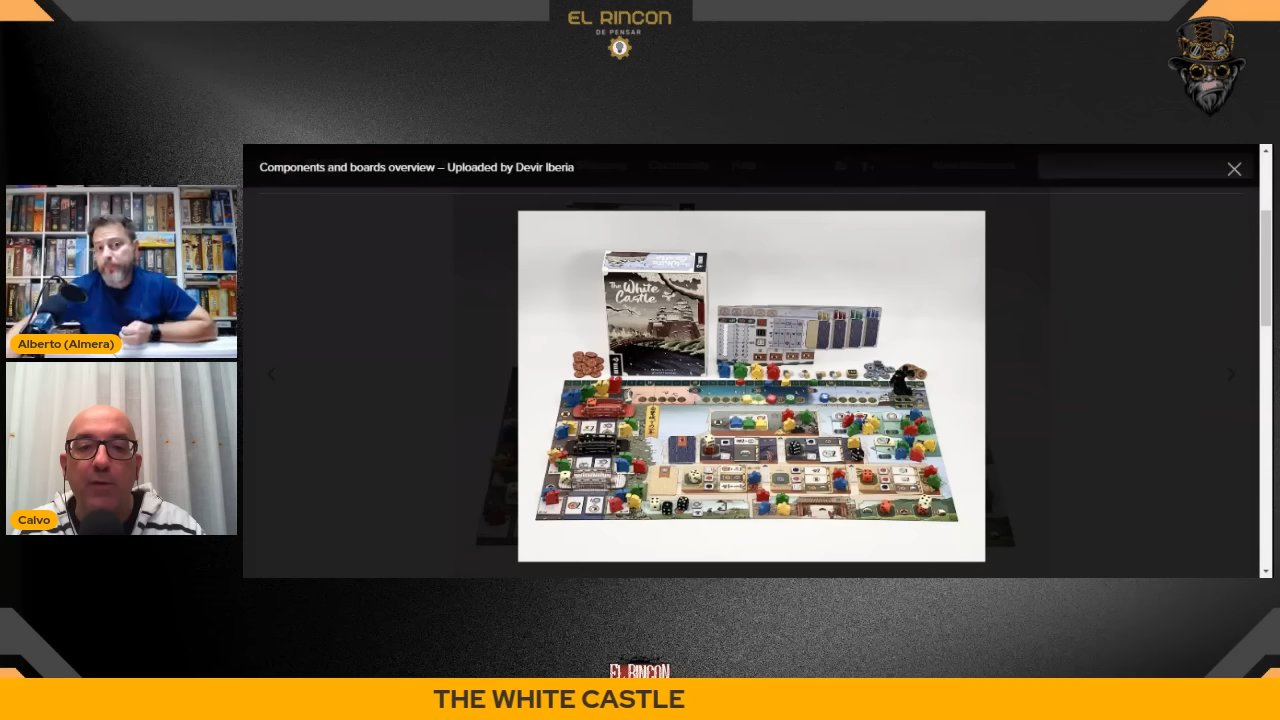 EL RINCON
DE PENSAR
Components and boards overview – Uploaded by Devir Iberia
The White
Castle
Alberto (Almera)
Calvo
EL RINCON
THE WHITE CASTLE